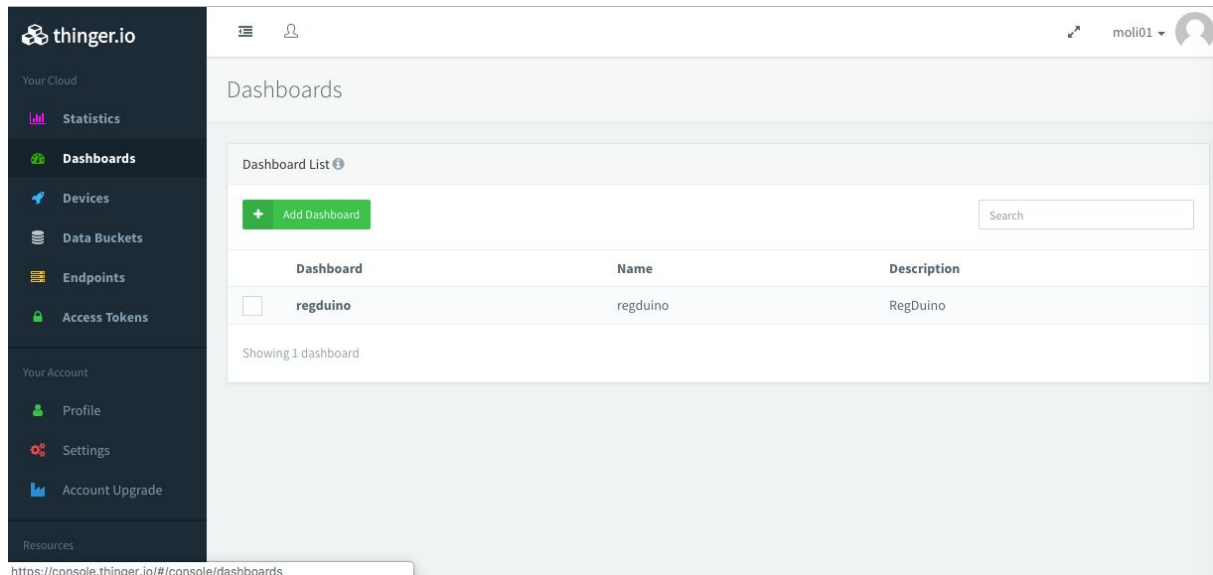 thinger.io
moli01
Your Cloud
Statistics
Dashboards
Devices
Data Buckets
Endpoints
Access Tokens
Your Account
Profile
Settings
Account Upgrade
Resources
Dashboards
Dashboard List
+ Add Dashboard
Search
Dashboard Name Description
regduino regduino RegDuino
Showing 1 dashboard
https://console.thinger.io/#/console/dashboards